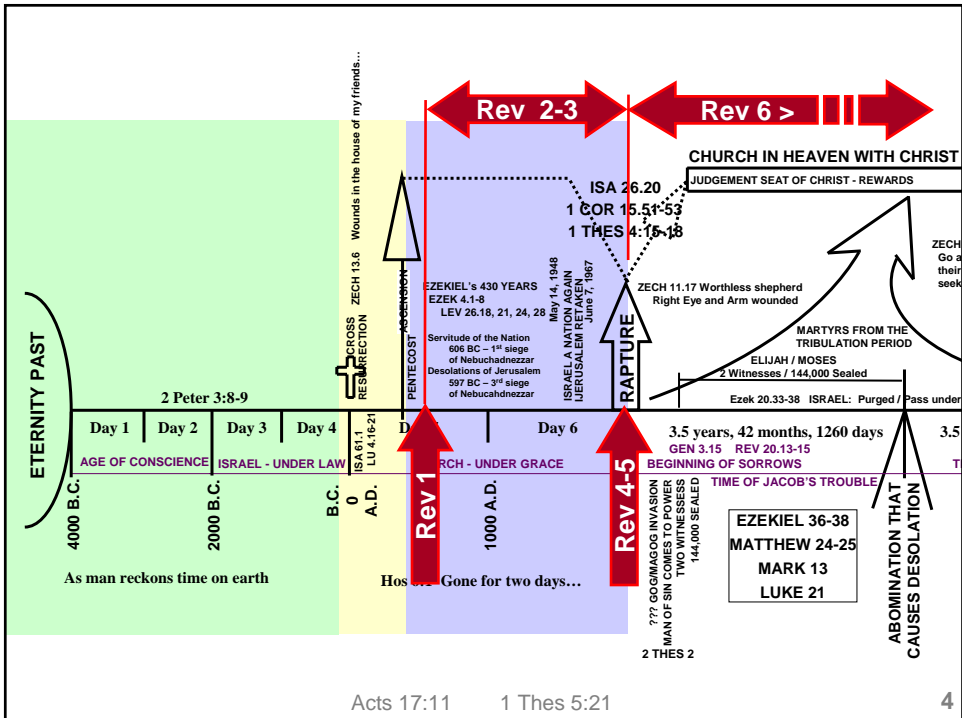 Rev 2-3
Rev 6 >
CHURCH IN HEAVEN WITH CHRIST
JUDGEMENT SEAT OF CHRIST - REWARDS
ZECH 13.6 Wounds in the house of my friends…
ISA 26.20
1 COR 15.51-53
1 THES 4:15-18
ZECH
Go a
their
seek
ZECH 11.17 Worthless shepherd
Right Eye and Arm wounded
MARTYRS FROM THE
TRIBULATION PERIOD
ELIJAH / MOSES
2 Witnesses / 144,000 Sealed
Ezek 20.33-38 ISRAEL: Purged / Pass under
ETERNITY PAST
CROSS
RESURRECTION
ASCENSION
PENTECOST
EZEKIEL's 430 YEARS
EZEK 4.1-8
LEV 26.18, 21, 24, 28
Servitude of the Nation
606 BC – 1st siege
of Nebuchadnezzar
Desolations of Jerusalem
597 BC – 3rd siege
of Nebucahdnezzar
May 14, 1948
ISRAEL A NATION AGAIN
June 7, 1967
IJERUSALEM RETAKEN
RAPTURE
2 Peter 3:8-9
Day 1
Day 2
Day 3
Day 4
Day 6
ISA 61.1
LU 4.16-21
3.5 years, 42 months, 1260 days
3.5
GEN 3.15 REV 20.13-15
AGE OF CONSCIENCE
ISRAEL - UNDER LAW
RCH - UNDER GRACE
BEGINNING OF SORROWS
TIME OF JACOB'S TROUBLE
4000 B.C.
2000 B.C.
B.C.
0
A.D.
1000 A.D.
Rev 1
Rev 4-5
??? GOG/MAGOG INVASION
MAN OF SIN COMES TO POWER
TWO WITNESSESS
144,000 SEALED
2 THES 2
EZEKIEL 36-38
MATTHEW 24-25
MARK 13
LUKE 21
ABOMINATION THAT
CAUSES DESOLATION
As man reckons time on earth
Hos Gone for two days…
Acts 17:11 1 Thes 5:21
4